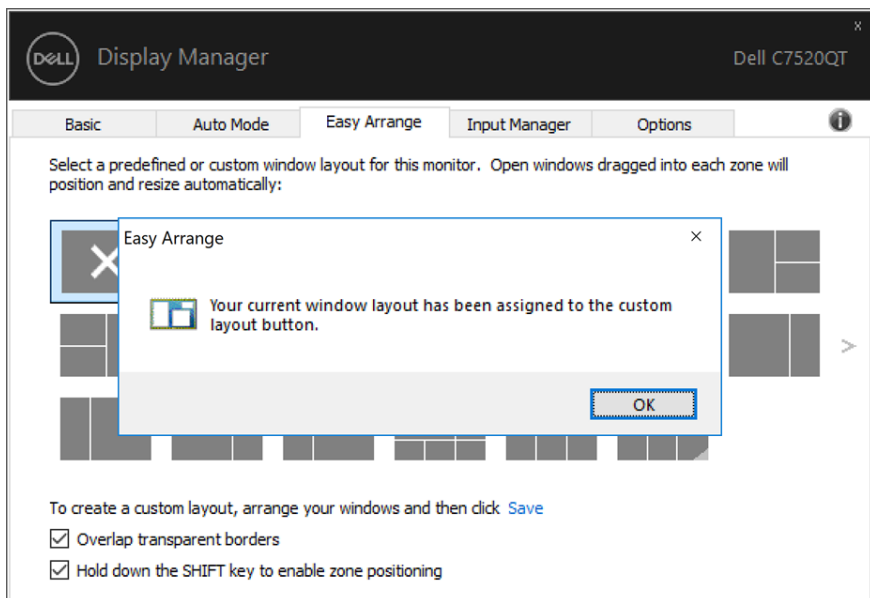 x
DELL
Display Manager
Dell C7520QT
Basic
Auto Mode
Easy Arrange
Input Manager
Options
i
Select a predefined or custom window layout for this monitor.  Open windows dragged into each zone will
position and resize automatically:
Easy Arrange
Your current window layout has been assigned to the custom
layout button.
OK
To create a custom layout, arrange your windows and then click Save
Overlap transparent borders
Hold down the SHIFT key to enable zone positioning